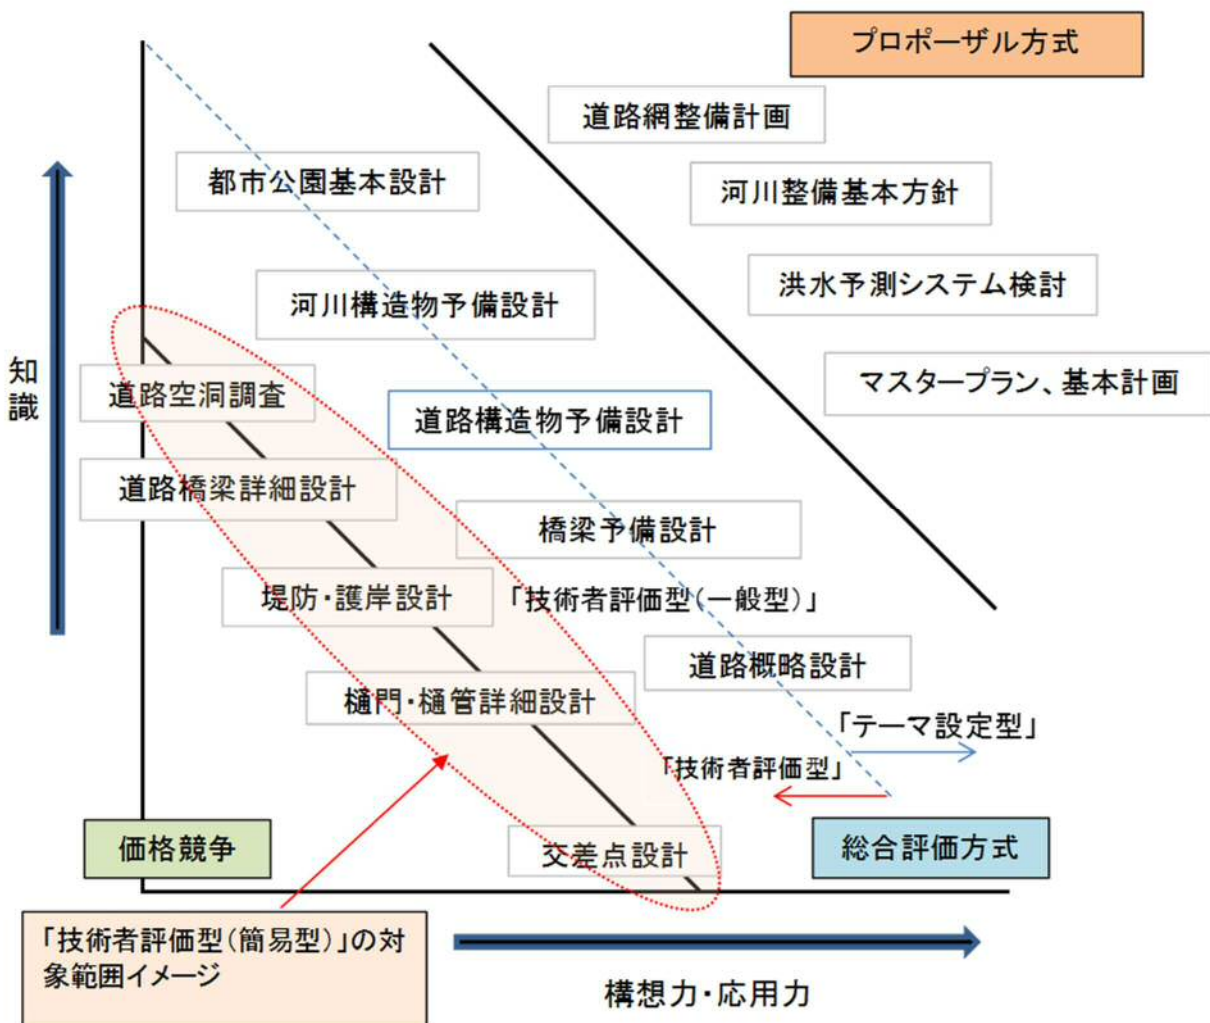 プロポーザル方式
道路網整備計画
都市公園基本設計
河川整備基本方針
洪水予測システム検討
河川構造物予備設計
知
識
道路空洞調査
マスタープラン、基本計画
道路構造物予備設計
道路橋梁詳細設計
橋梁予備設計
堤防・護岸設計
「技術者評価型(一般型)」
道路概略設計
樋門・樋管詳細設計
「テーマ設定型」
「技術者評価型」
価格競争
交差点設計
総合評価方式
「技術者評価型(簡易型)」の対
象範囲イメージ
構想力・応用力